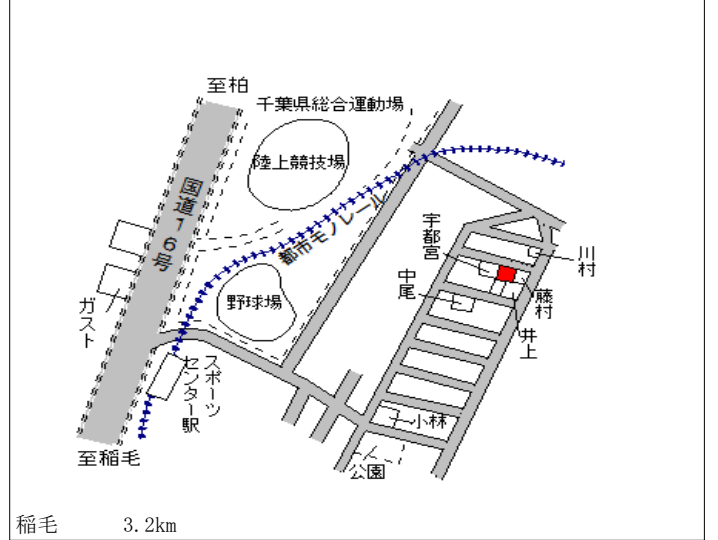 至柏
千葉県総合運動場
陸上競技場
国道16号
都市モノレール
宇都宮
川村
中尾
藤村
井上
野球場
ガスト
スポーツ
センター駅
小林
公園
至稲毛
稲毛 3.2km